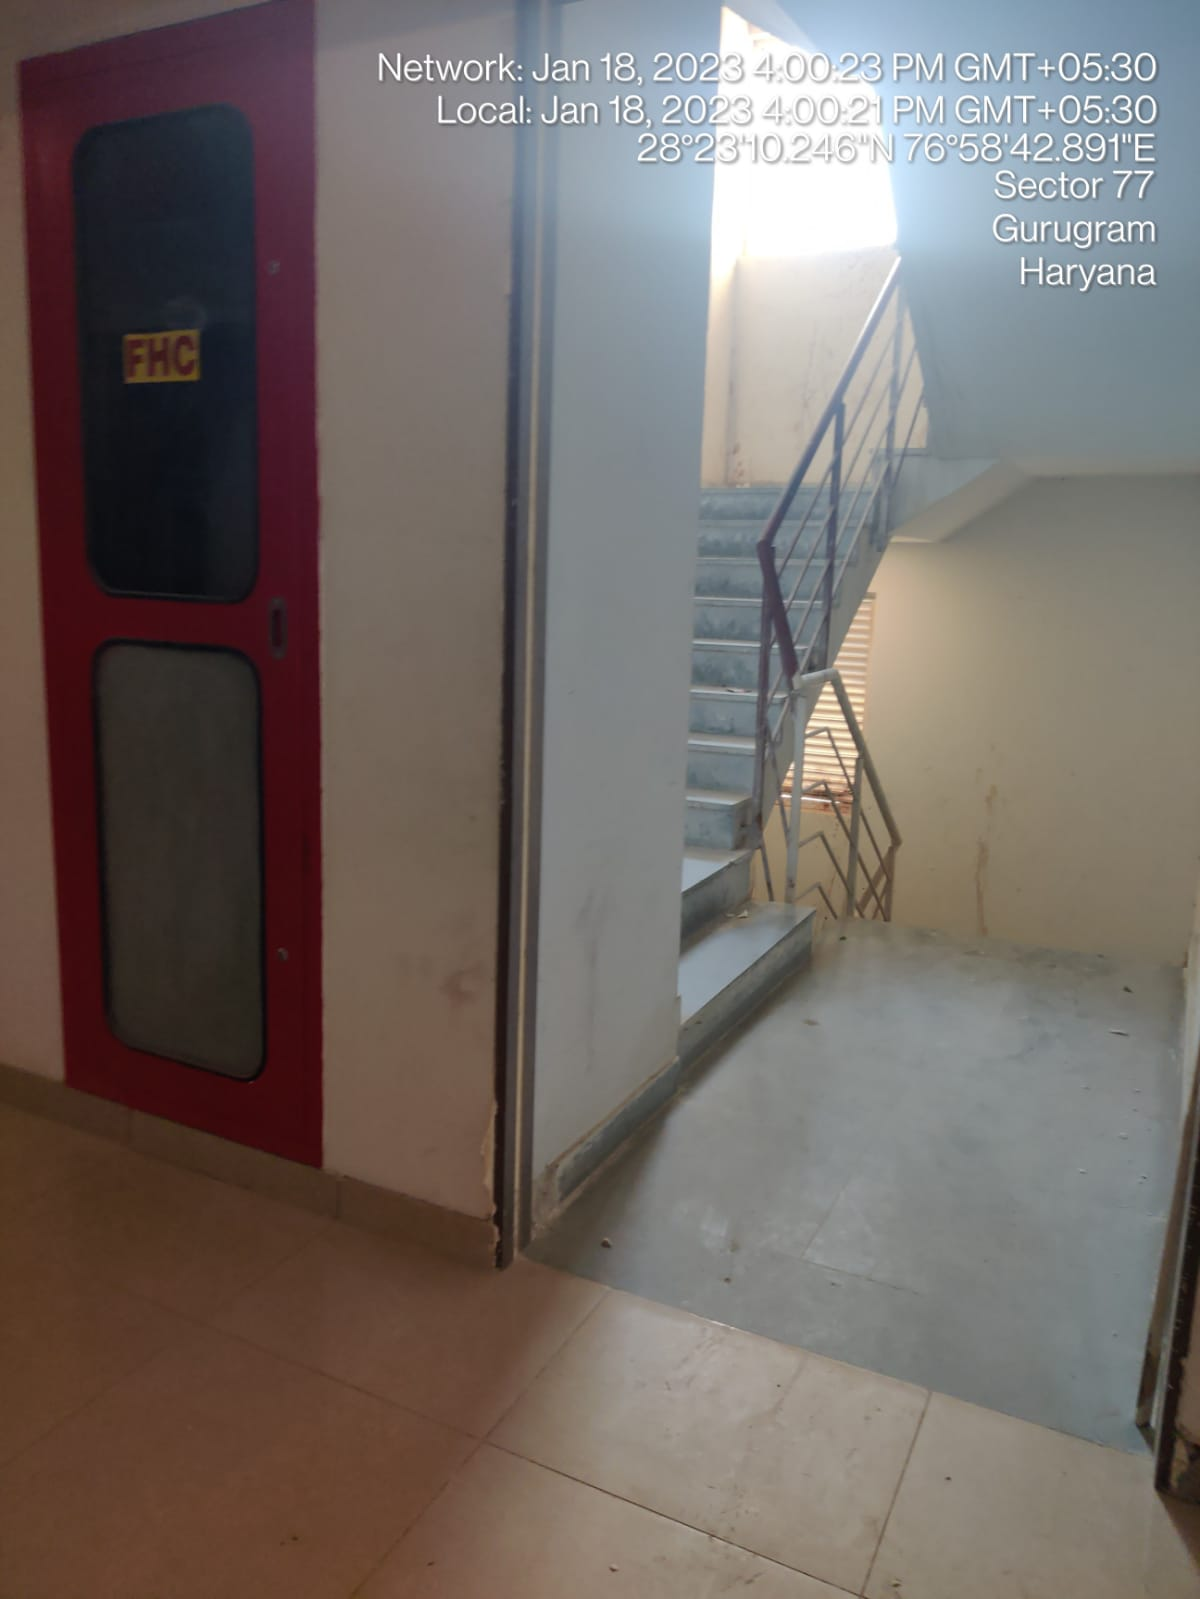 Network: Jan 18, 2023 4:00:23 PM GMT+05:30
Local: Jan 18, 2023 4:00:21 PM GMT+05:30
28°23'10.246"N 76°58'42.891"E
Sector 77
Gurugram
Haryana
FHC